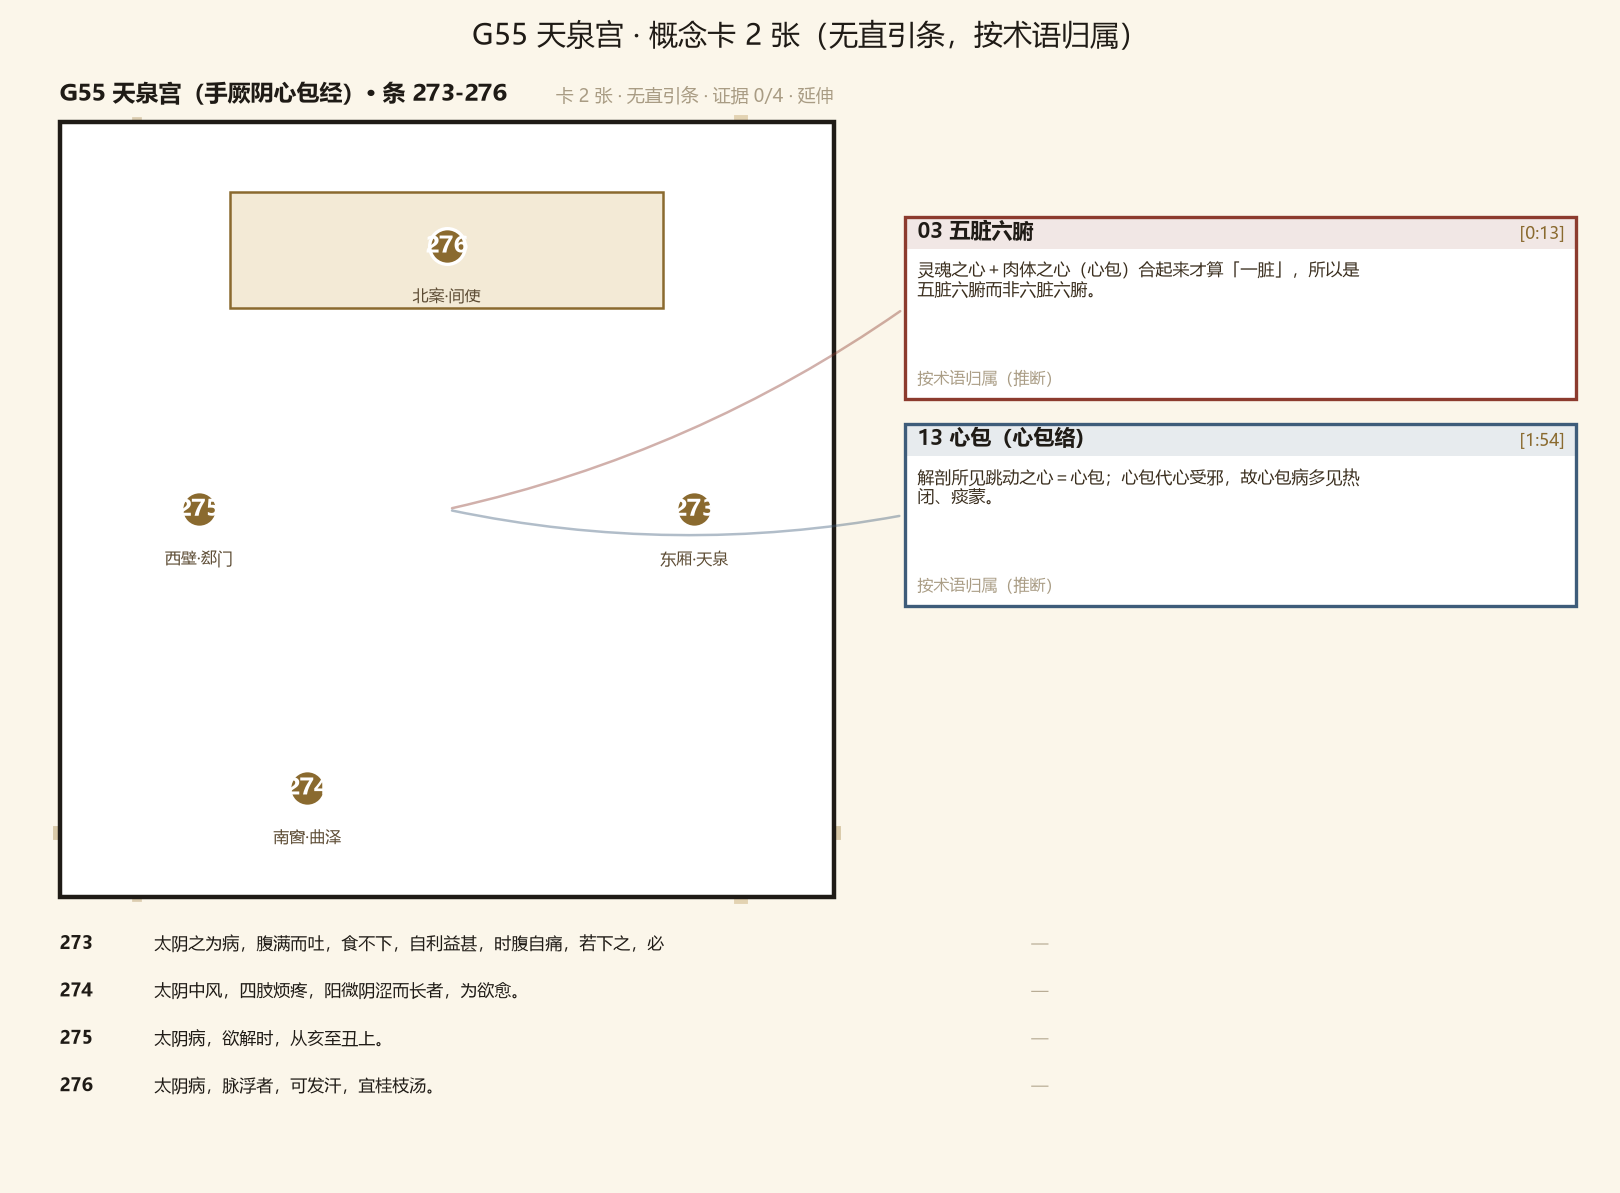 G55 天泉宫 · 概念卡 2 张（无直引条，按术语归属）
G55 天泉宫（手厥阴心包经）• 条 273-276
卡 2 张 · 无直引条 · 证据 0/4 · 延伸
276
北案·间使
275
西壁·郄门
273
东厢·天泉
274
南窗·曲泽
03 五脏六腑
[0:13]
灵魂之心 + 肉体之心（心包）合起来才算「一脏」，所以是
五脏六腑而非六脏六腑。
按术语归属（推断）
13 心包（心包络）
[1:54]
解剖所见跳动之心 = 心包；心包代心受邪，故心包病多见热
闭、痰蒙。
按术语归属（推断）
273 太阴之为病，腹满而吐，食不下，自利益甚，时腹自痛，若下之，必 —
274 太阴中风，四肢烦疼，阳微阴涩而长者，为欲愈。 —
275 太阴病，欲解时，从亥至丑上。 —
276 太阴病，脉浮者，可发汗，宜桂枝汤。 —